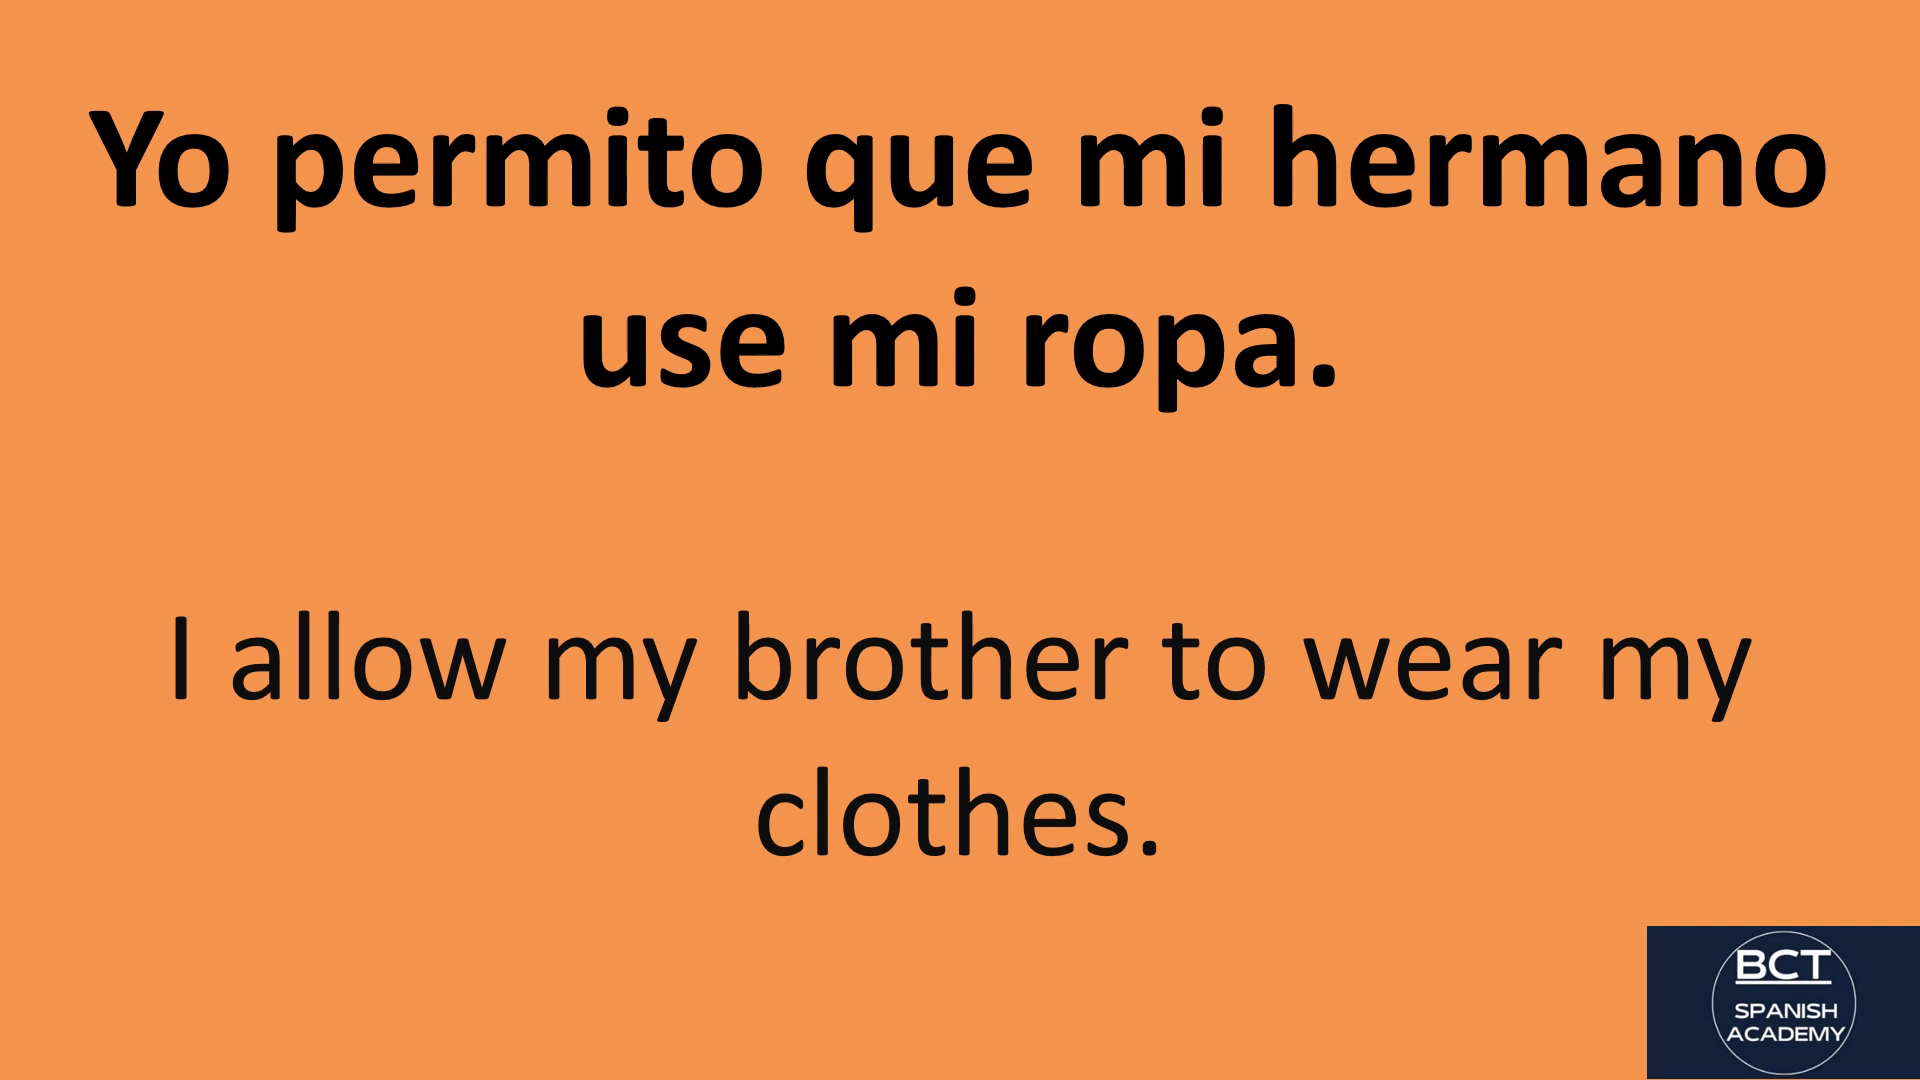 Yo permito que mi hermano
use mi ropa.
I allow my brother to wear my
clothes.
BCT
SPANISH
ACADEMY